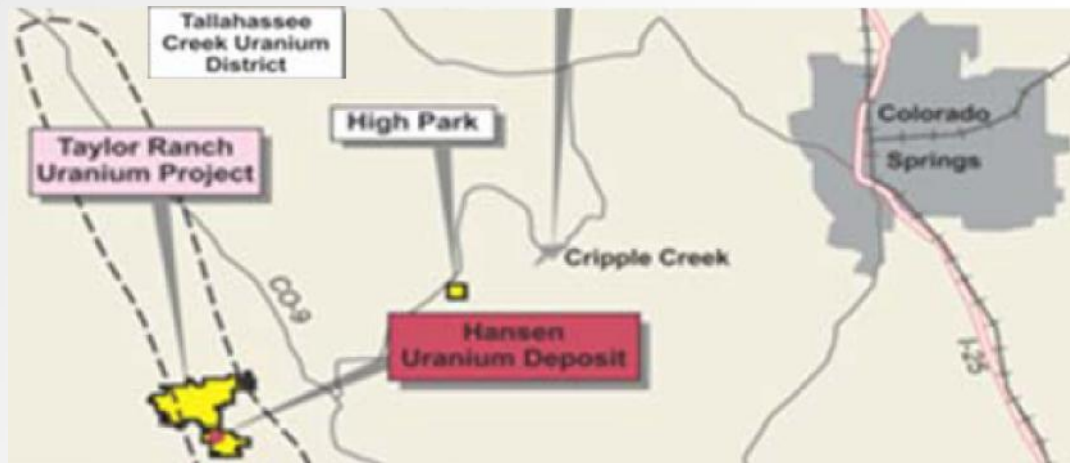 Tallahassee
Creek Uranium
District
High Park
Taylor Ranch
Uranium Project
Colorado
Springs
Cripple Creek
CO-9
Hansen
Uranium Deposit
I-25